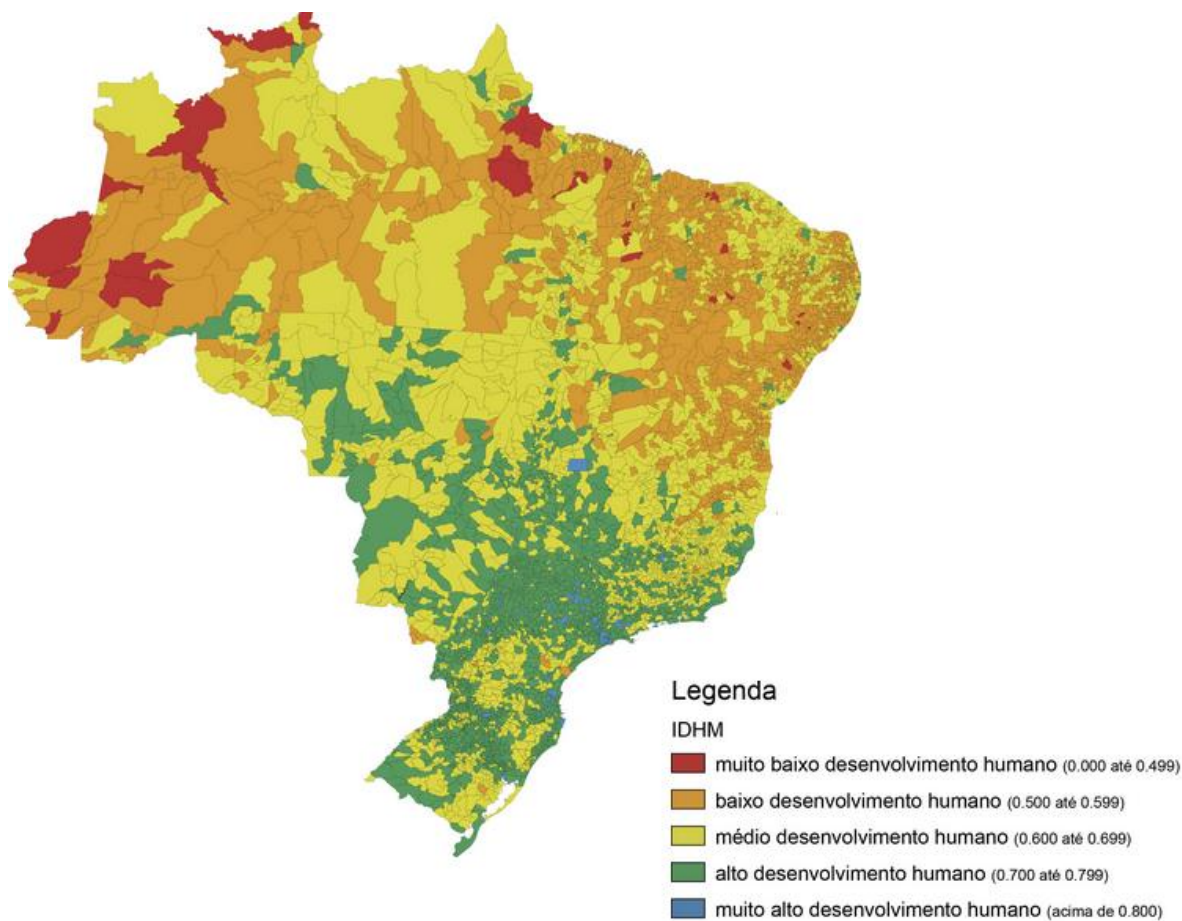 Legenda
IDHM
muito baixo desenvolvimento humano (0.000 até 0.499)
baixo desenvolvimento humano (0.500 até 0.599)
médio desenvolvimento humano (0.600 até 0.699)
alto desenvolvimento humano (0.700 até 0.799)
muito alto desenvolvimento humano (acima de 0.800)